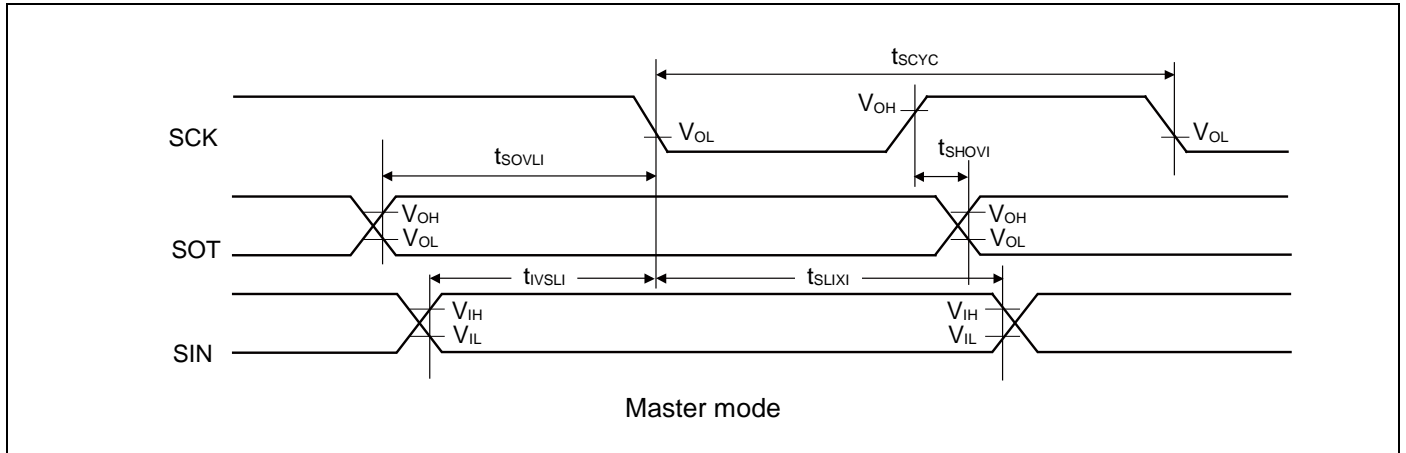 tSCYC
VOH
SCK
VOL
VOL
tSOVLI
tSHOVI
VOH
VOH
SOT
VOL
VOL
tIVSLI
tSLIXI
VIH
VIH
SIN
VIL
VIL
Master mode